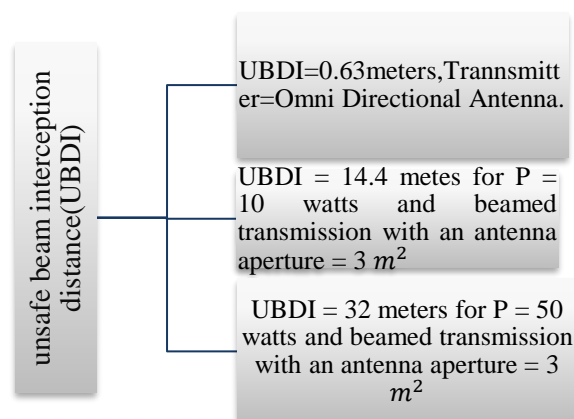 unsafe beam interception
distance(UBDI)
UBDI=0.63meters,Trannsmitt
er=Omni Directional Antenna.
UBDI = 14.4 metes for P =
10 watts and beamed
transmission with an antenna
aperture = 3 m²
UBDI = 32 meters for P = 50
watts and beamed transmission
with an antenna aperture = 3
m²